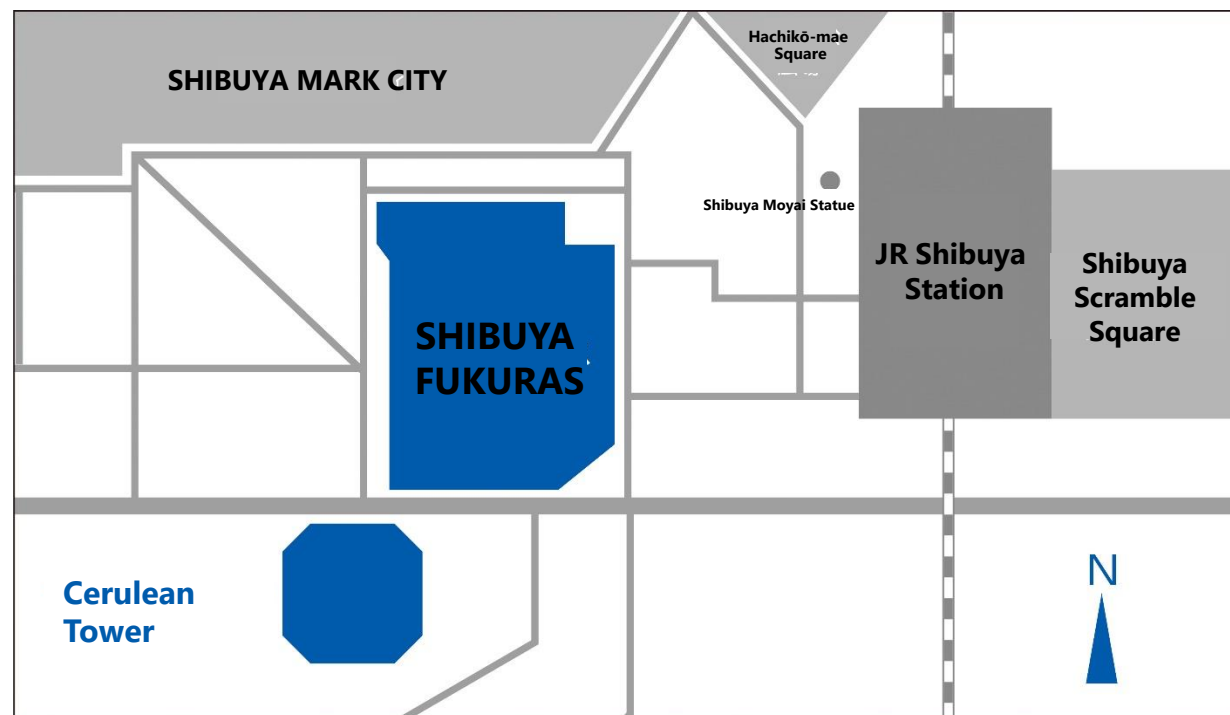 Hachikō-mae
Square
SHIBUYA MARK CITY
Shibuya Moyai Statue
JR Shibuya
Station
Shibuya
Scramble
Square
SHIBUYA
FUKURAS
Cerulean
Tower
N